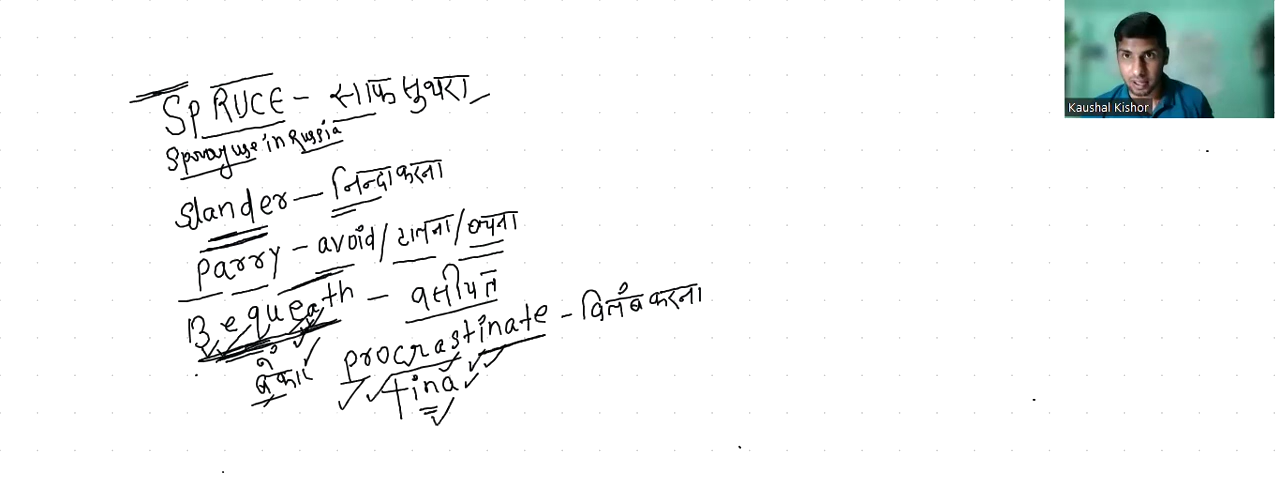 SpRUCE - साफ सुथरा
Spray use in Russia
Slander - निन्दा करना
Parry - avoid / टालना / बचना
Bequeath - वसीयत
बेकार
procrastinate - विलंब करना
tina
Kaushal Kishor